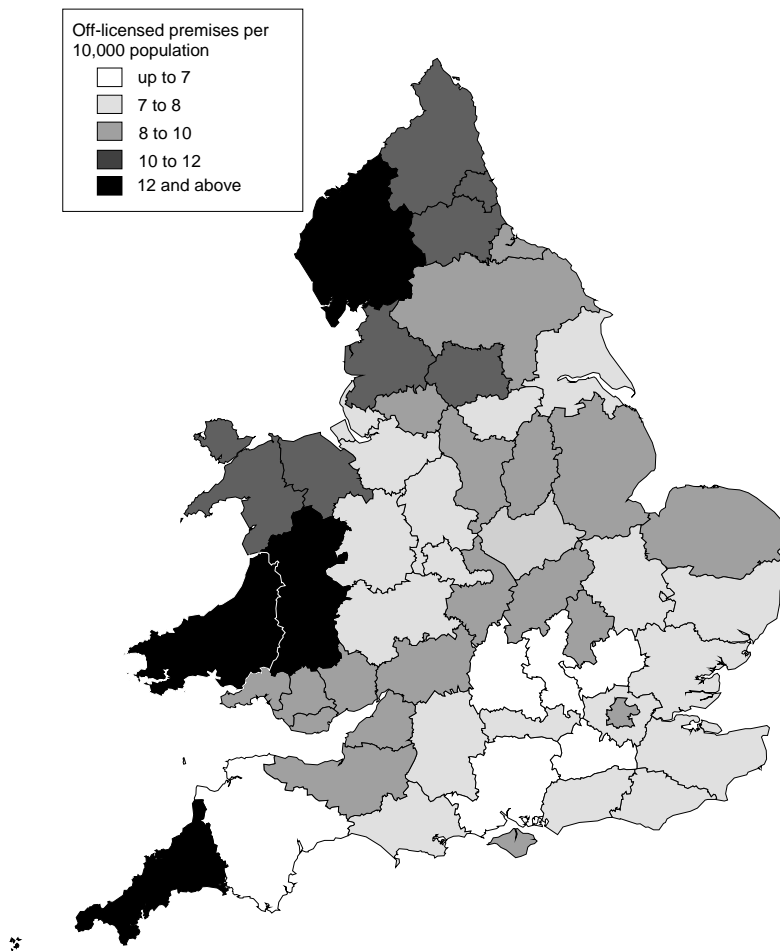 Off-licensed premises per
10,000 population
up to 7
7 to 8
8 to 10
10 to 12
12 and above